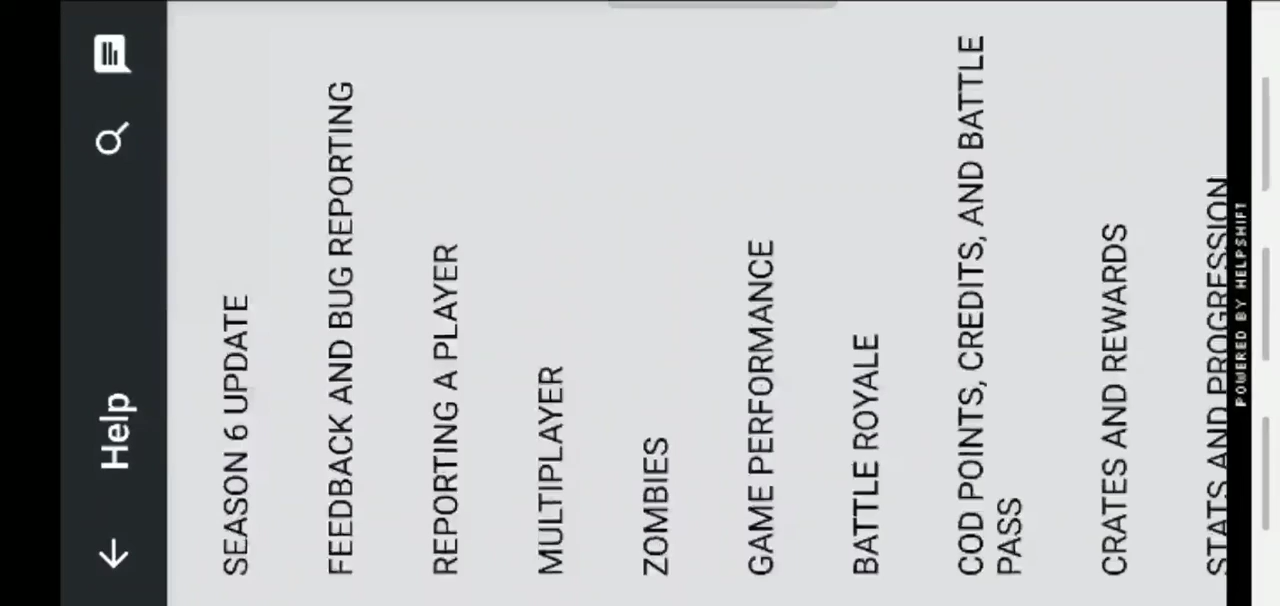 Help
SEASON 6 UPDATE
FEEDBACK AND BUG REPORTING
REPORTING A PLAYER
MULTIPLAYER
ZOMBIES
GAME PERFORMANCE
BATTLE ROYALE
COD POINTS, CREDITS, AND BATTLE
PASS
CRATES AND REWARDS
STATS AND PROGRESSION
POWERED BY HELPSHIFT